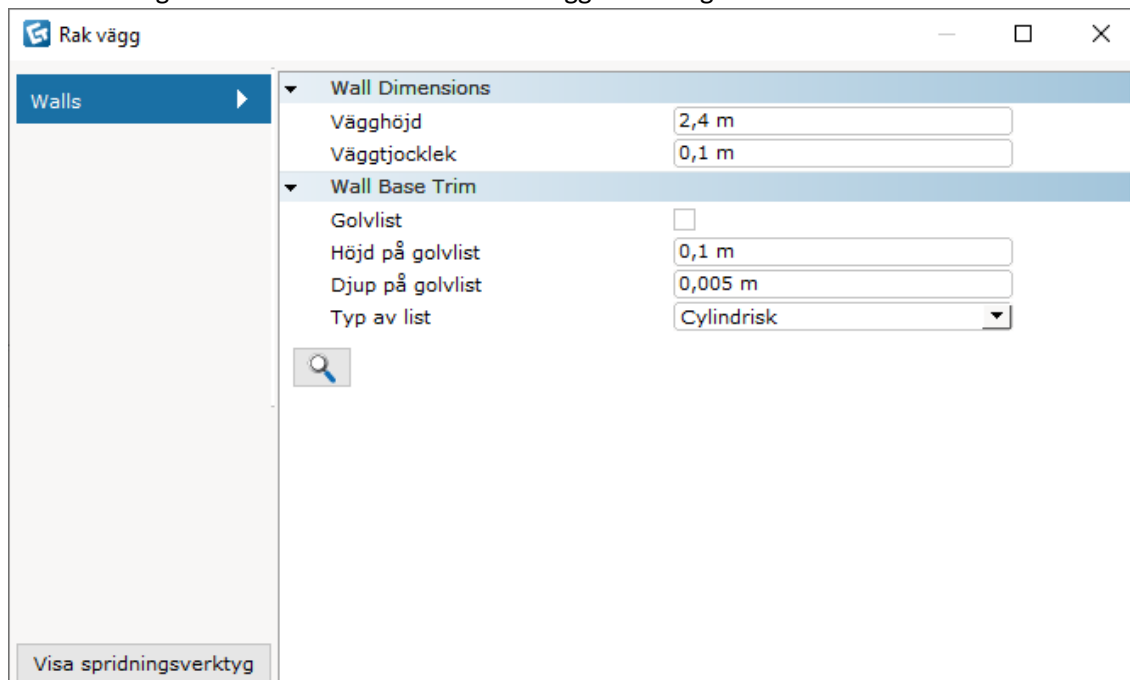 Rak vägg
Walls
Wall Dimensions
Vägghöjd 2,4 m
Väggtjocklek 0,1 m
Wall Base Trim
Golvlist
Höjd på golvlist 0,1 m
Djup på golvlist 0,005 m
Typ av list Cylindrisk
Visa spridningsverktyg